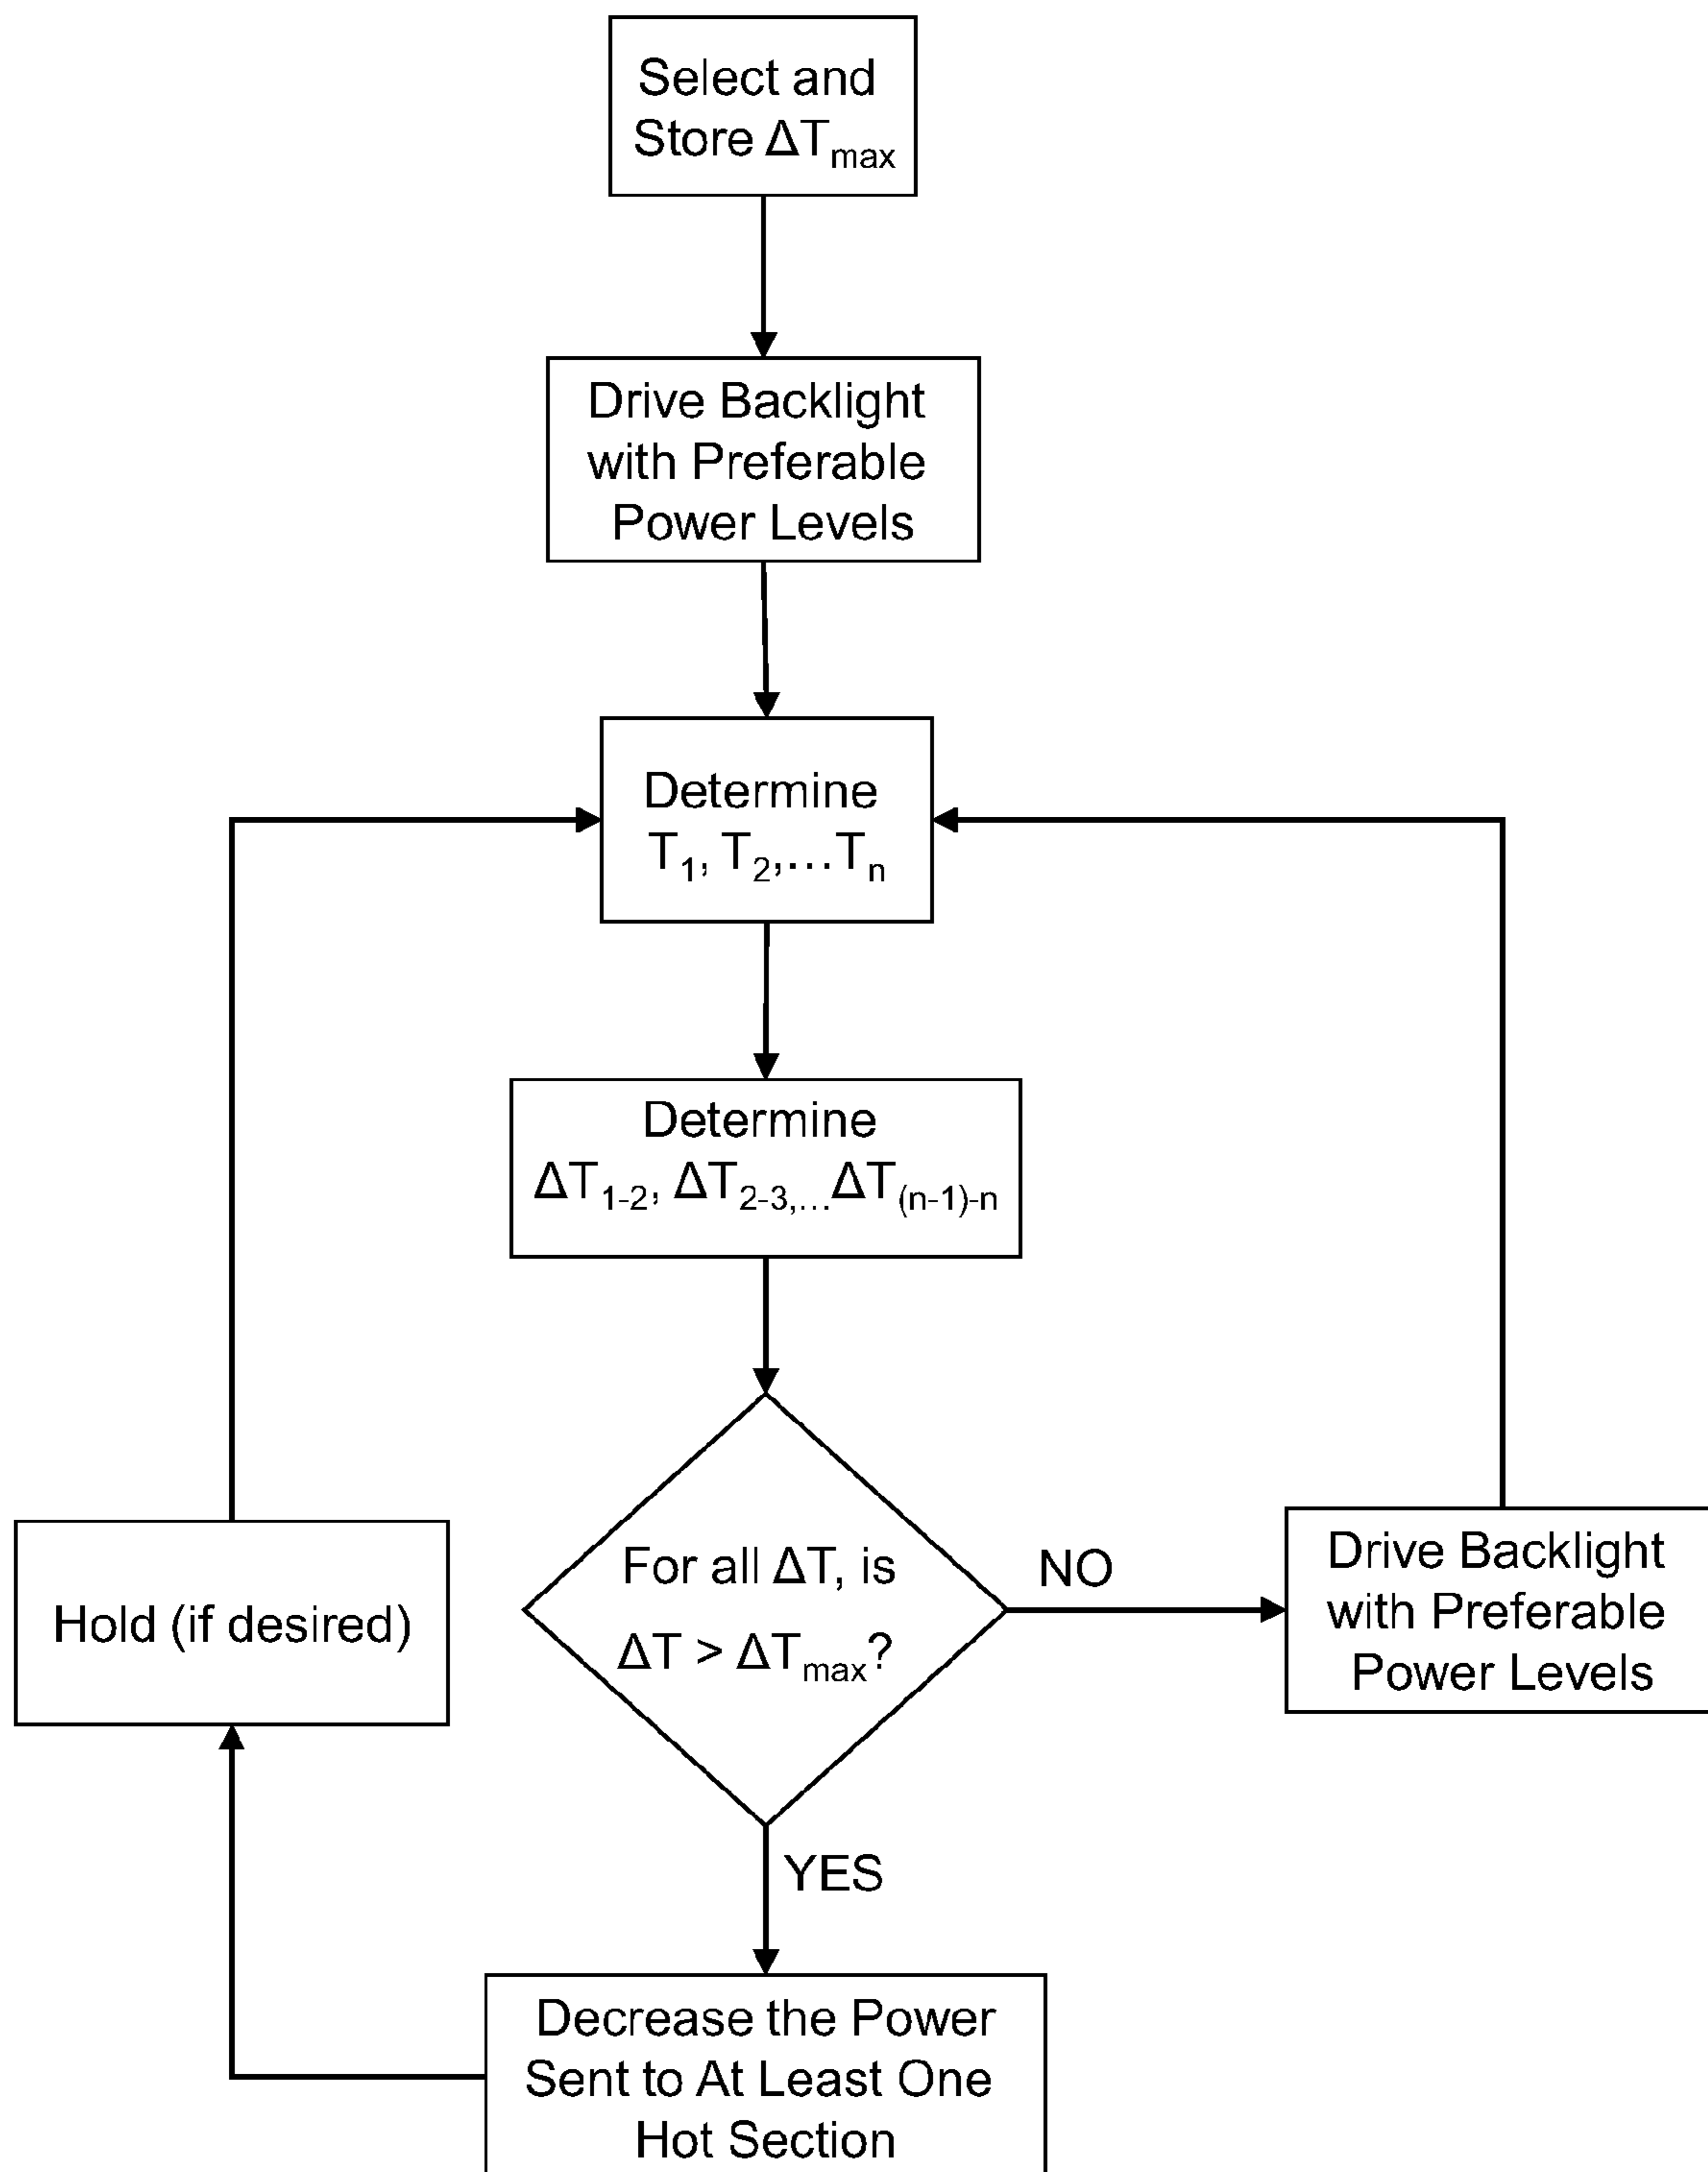 Select and
Store ΔTmax
Drive Backlight
with Preferable
Power Levels
Determine
T1, T2,...Tn
Determine
ΔT1-2, ΔT2-3,...ΔT(n-1)-n
For all ΔT, is
ΔT > ΔTmax?
NO
Drive Backlight
with Preferable
Power Levels
Hold (if desired)
YES
Decrease the Power
Sent to At Least One
Hot Section